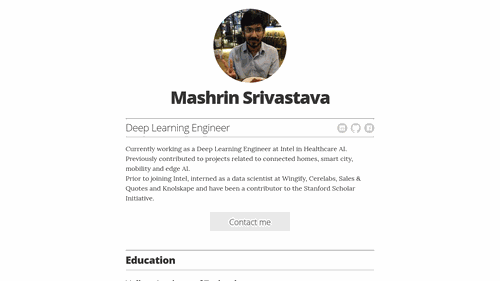 Mashrin Srivastava
Deep Learning Engineer
Currently working as a Deep Learning Engineer at Intel in Healthcare AI.
Previously contributed to projects related to connected homes, smart city,
mobility and edge AI.
Prior to joining Intel, interned as a data scientist at Wingify, Cerelabs, Sales &
Quotes and Knolskape and have been a contributor to the Stanford Scholar
Initiative.
Contact me
Education